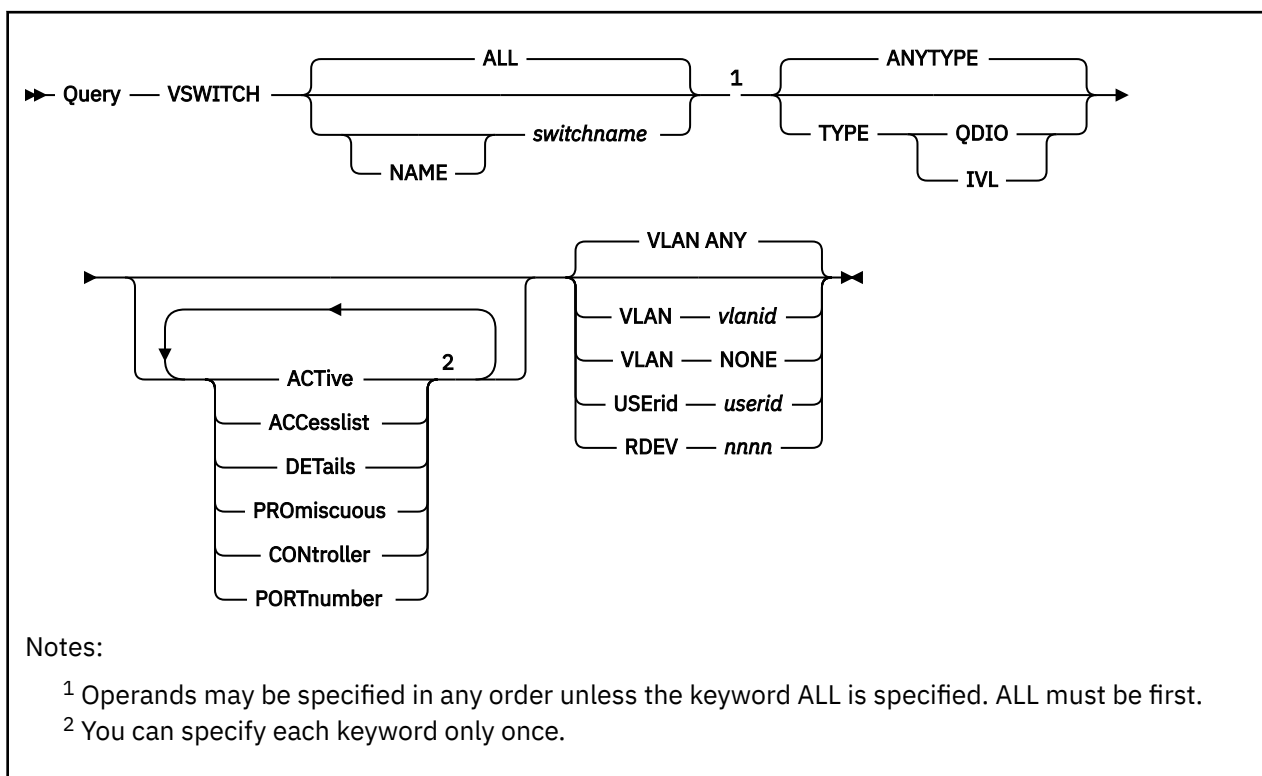 ALL
1
ANYTYPE
Query VSWITCH
switchname
NAME
TYPE QDIO
IVL
VLAN ANY
VLAN vlanid
VLAN NONE
USErid userid
RDEV nnnn
2
ACTive
ACCesslist
DETails
PROmiscuous
CONtroller
PORTnumber
Notes:
1 Operands may be specified in any order unless the keyword ALL is specified. ALL must be first.
2 You can specify each keyword only once.